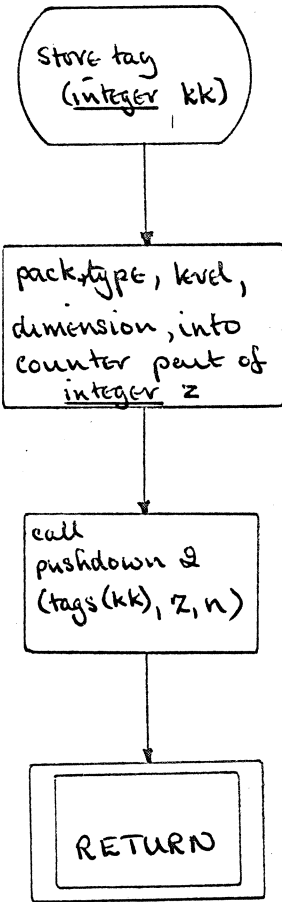 store tag
(integer kk)
pack, type, level,
dimension, into
counter part of
integer z
call
pushdown 2
(tags(kk), z, n)
RETURN